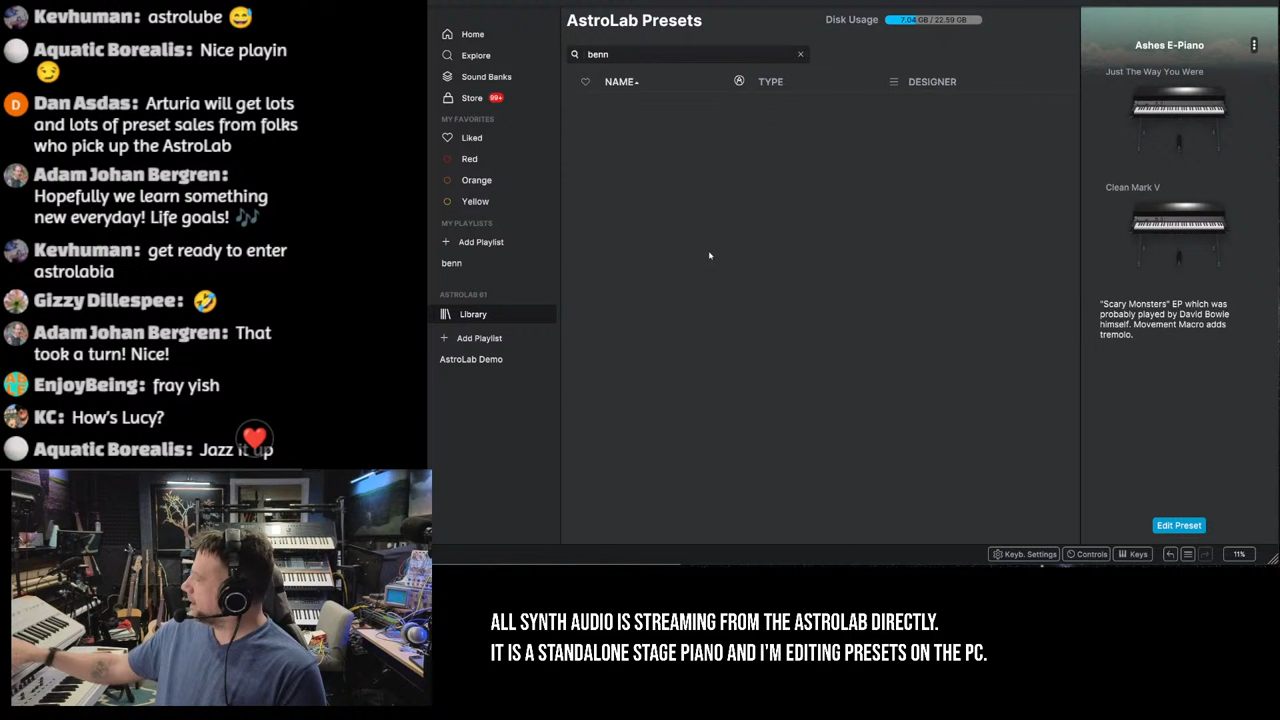 Kevhuman: astrolube 😅
Aquatic Borealis: Nice playin
😏
Dan Asdas: Arturia will get lots
and lots of preset sales from folks
who pick up the AstroLab
Adam Johan Bergren:
Hopefully we learn something
new everyday! Life goals! 🎶
Kevhuman: get ready to enter
astrolabia
Gizzy Dillespee: 🤣
Adam Johan Bergren: That
took a turn! Nice!
EnjoyBeing: fray yish
KC: How's Lucy?
Aquatic Borealis: Jazz it up
Home
Explore
Sound Banks
Store 99+
MY FAVORITES
Liked
Red
Orange
Yellow
MY PLAYLISTS
+ Add Playlist
benn
ASTROLAB 61
Library
+ Add Playlist
AstroLab Demo
AstroLab Presets
Disk Usage 7.04 GB / 22.59 GB
benn
NAME TYPE DESIGNER
Ashes E-Piano
Just The Way You Were
Clean Mark V
"Scary Monsters" EP which was
probably played by David Bowie
himself. Movement Macro adds
tremolo.
Edit Preset
Keyb. Settings Controls Keys 11%
ALL SYNTH AUDIO IS STREAMING FROM THE ASTROLAB DIRECTLY.
IT IS A STANDALONE STAGE PIANO AND I'M EDITING PRESETS ON THE PC.